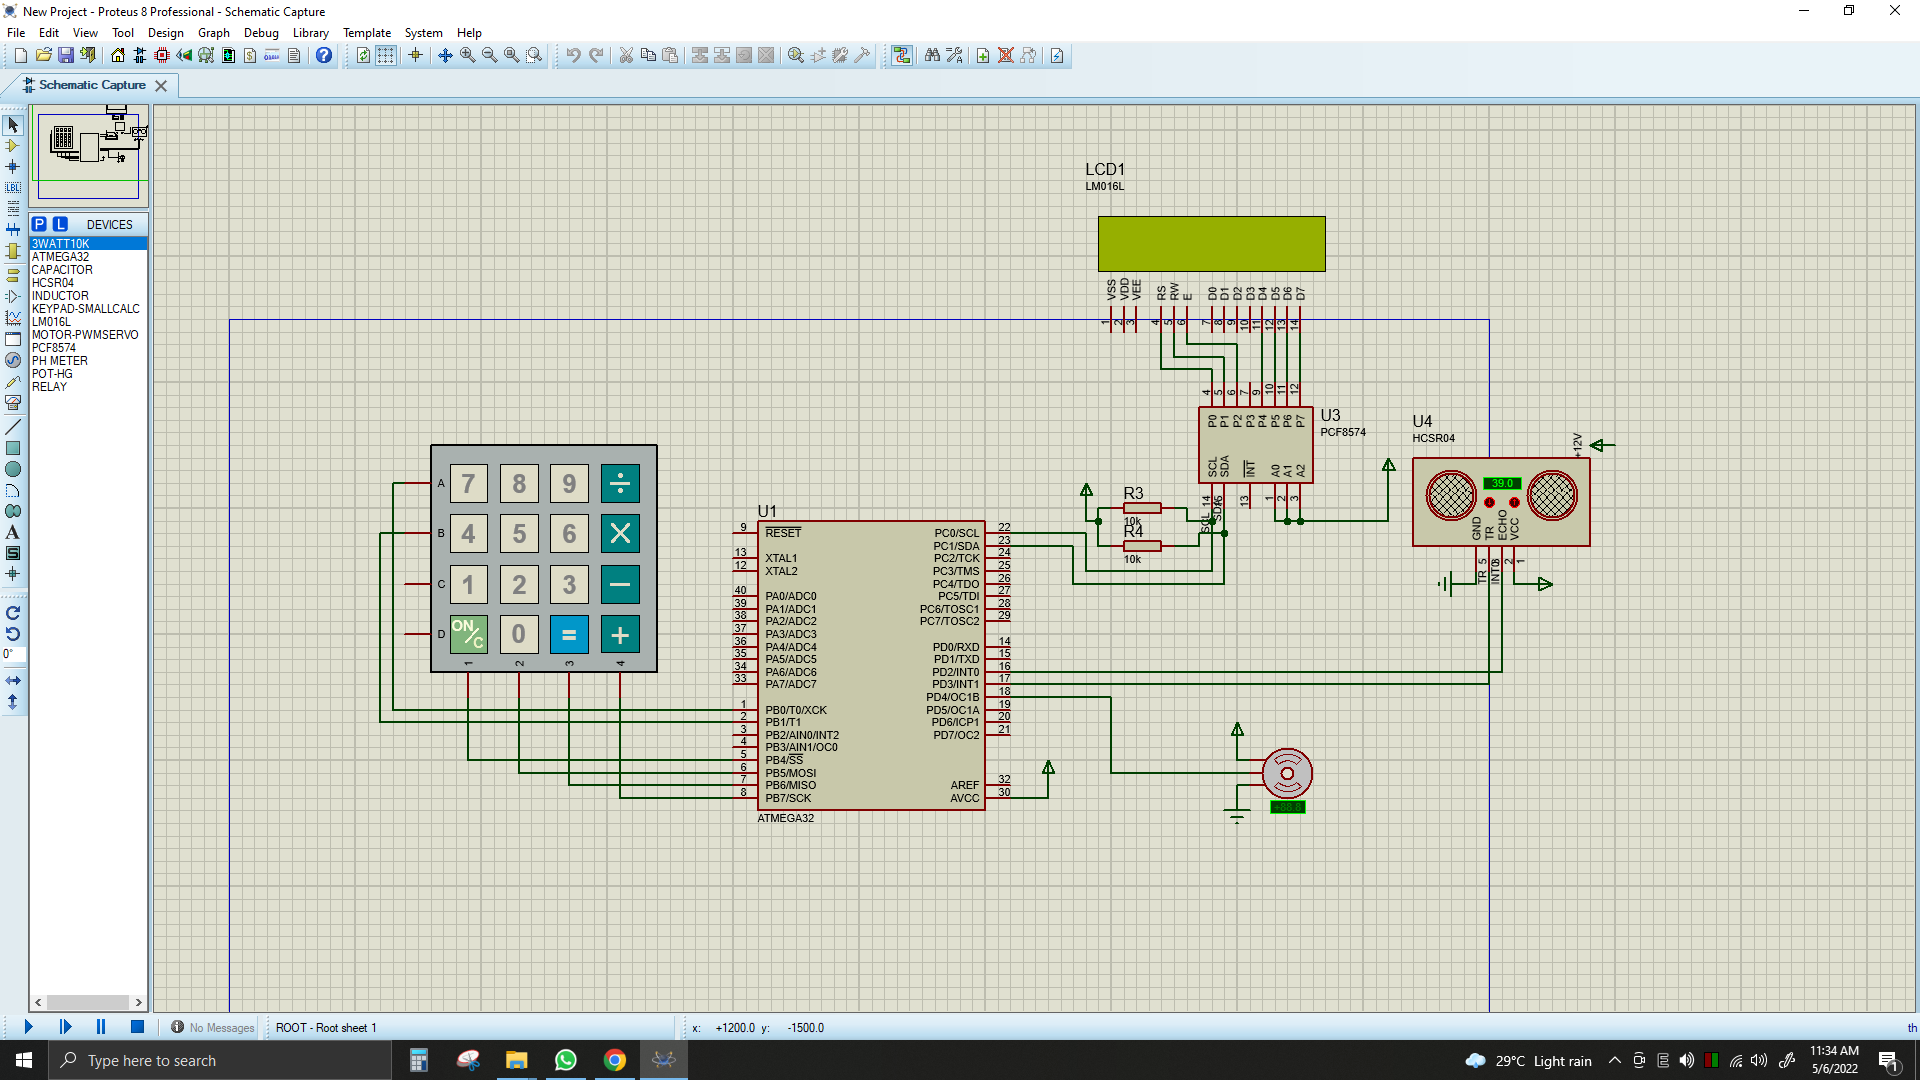 New Project - Proteus 8 Professional - Schematic Capture
File Edit View Tool Design Graph Debug Library Template System Help
Schematic Capture
P L DEVICES
3WATT10K
ATMEGA32
CAPACITOR
HCSR04
INDUCTOR
KEYPAD-SMALLCALC
LM016L
MOTOR-PWMSERVO
PCF8574
PH METER
POT-HG
RELAY
LBL
A
S
0°
LCD1
LM016L
VSS VDD VEE RS RW E D0 D1 D2 D3 D4 D5 D6 D7
1 2 3 4 5 6 7 8 9 10 11 12 13 14
4 5 6 7 9 10 11 12
P0 P1 P2 P3 P4 P5 P6 P7
U3
PCF8574
SCL SDA INT A0 A1 A2
14 15 13 1 2 3
SCL SDA
U4
HCSR04
+12V
39.0
GND TR ECHO VCC
5 3 2 1
TR INT0
R3
10k
R4
10k
7 8 9 ÷
4 5 6 X
1 2 3 −
ON/C 0 = +
A
B
C
D
1 2 3 4
U1
9 RESET
13 XTAL1
12 XTAL2
40 PA0/ADC0
39 PA1/ADC1
38 PA2/ADC2
37 PA3/ADC3
36 PA4/ADC4
35 PA5/ADC5
34 PA6/ADC6
33 PA7/ADC7
1 PB0/T0/XCK
2 PB1/T1
3 PB2/AIN0/INT2
4 PB3/AIN1/OC0
5 PB4/SS
6 PB5/MOSI
7 PB6/MISO
8 PB7/SCK
PC0/SCL 22
PC1/SDA 23
PC2/TCK 24
PC3/TMS 25
PC4/TDO 26
PC5/TDI 27
PC6/TOSC1 28
PC7/TOSC2 29
PD0/RXD 14
PD1/TXD 15
PD2/INT0 16
PD3/INT1 17
PD4/OC1B 18
PD5/OC1A 19
PD6/ICP1 20
PD7/OC2 21
AREF 32
AVCC 30
ATMEGA32
+88.8
No Messages
ROOT - Root sheet 1
x: +1200.0 y: -1500.0
th
Type here to search
29°C Light rain
11:34 AM
5/6/2022
1